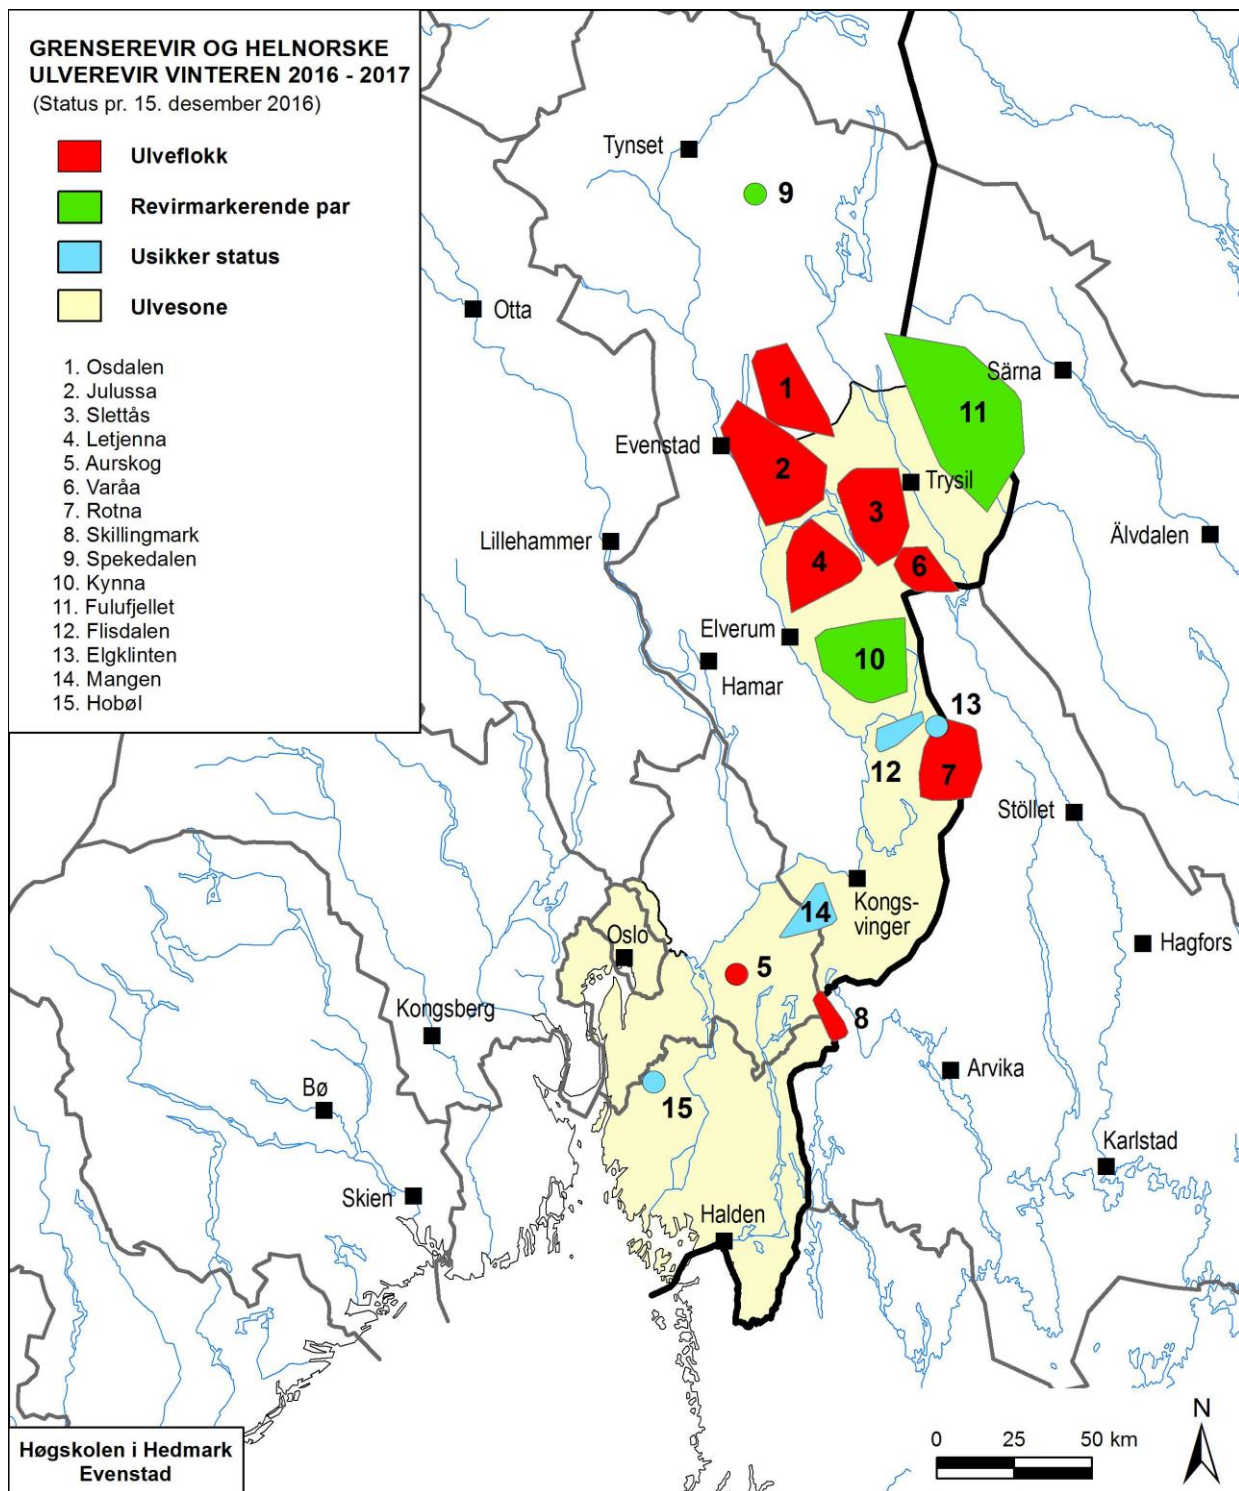 GRENSEREVIR OG HELNORSKE
ULVEREVIR VINTEREN 2016 - 2017
(Status pr. 15. desember 2016)
Ulveflokk
Revirmarkerende par
Usikker status
Ulvesone
1. Osdalen
2. Julussa
3. Slettås
4. Letjenna
5. Aurskog
6. Varåa
7. Rotna
8. Skillingmark
9. Spekedalen
10. Kynna
11. Fulufjellet
12. Flisdalen
13. Elgklinten
14. Mangen
15. Hobøl
Tynset
9
Otta
Särna
1
11
Evenstad
2
Trysil
3
Lillehammer
Älvdalen
4
6
Elverum
10
Hamar
13
12
7
Stöllet
Kongs-
vinger
14
Oslo
Hagfors
5
Kongsberg
8
Arvika
Bø
15
Karlstad
Skien
Halden
N
0 25 50 km
Høgskolen i Hedmark
Evenstad